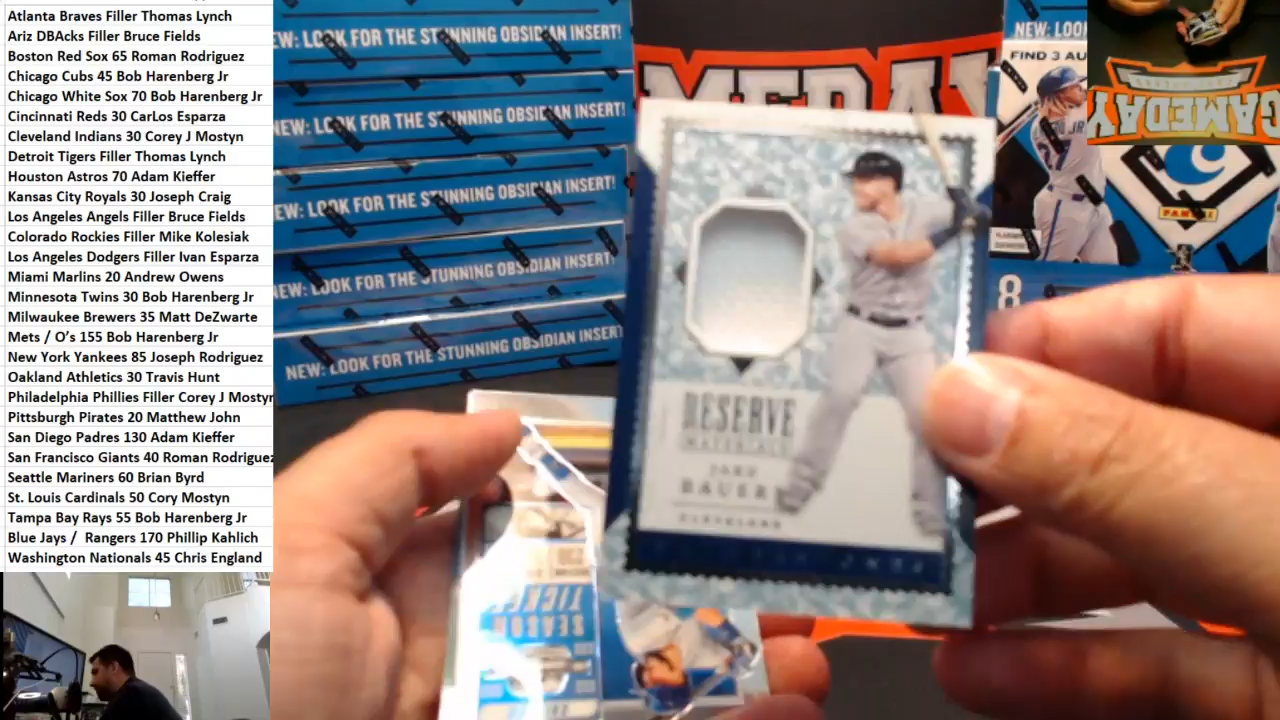 Atlanta Braves Filler Thomas Lynch
Ariz DBAcks Filler Bruce Fields
Boston Red Sox 65 Roman Rodriguez
Chicago Cubs 45 Bob Harenberg Jr
Chicago White Sox 70 Bob Harenberg Jr
Cincinnati Reds 30 CarLos Esparza
Cleveland Indians 30 Corey J Mostyn
Detroit Tigers Filler Thomas Lynch
Houston Astros 70 Adam Kieffer
Kansas City Royals 30 Joseph Craig
Los Angeles Angels Filler Bruce Fields
Colorado Rockies Filler Mike Kolesiak
Los Angeles Dodgers Filler Ivan Esparza
Miami Marlins 20 Andrew Owens
Minnesota Twins 30 Bob Harenberg Jr
Milwaukee Brewers 35 Matt DeZwarte
Mets / O's 155 Bob Harenberg Jr
New York Yankees 85 Joseph Rodriguez
Oakland Athletics 30 Travis Hunt
Philadelphia Phillies Filler Corey J Mostyn
Pittsburgh Pirates 20 Matthew John
San Diego Padres 130 Adam Kieffer
San Francisco Giants 40 Roman Rodriguez
Seattle Mariners 60 Brian Byrd
St. Louis Cardinals 50 Cory Mostyn
Tampa Bay Rays 55 Bob Harenberg Jr
Blue Jays / Rangers 170 Phillip Kahlich
Washington Nationals 45 Chris England
EW: LOOK FOR THE STUNNING OBSIDIAN INSERT!
NEW: LOOK FOR THE STUNNING OBSIDIAN INSERT!
EW: LOOK FOR THE STUNNING OBSIDIAN INSERT!
NEW: LOOK FOR THE STUNNING OBSIDIAN INSERT!
NEW: LOOK FOR THE STUNNING OBSIDIAN INSERT
MEDAY
NEW: LOO
FIND 3 AU
JR
27
PANINI
8
GAMEDAY
RESERVE
MATERIALS
JAKE
BAUER
CLEVELAND
SEASON
TICKET